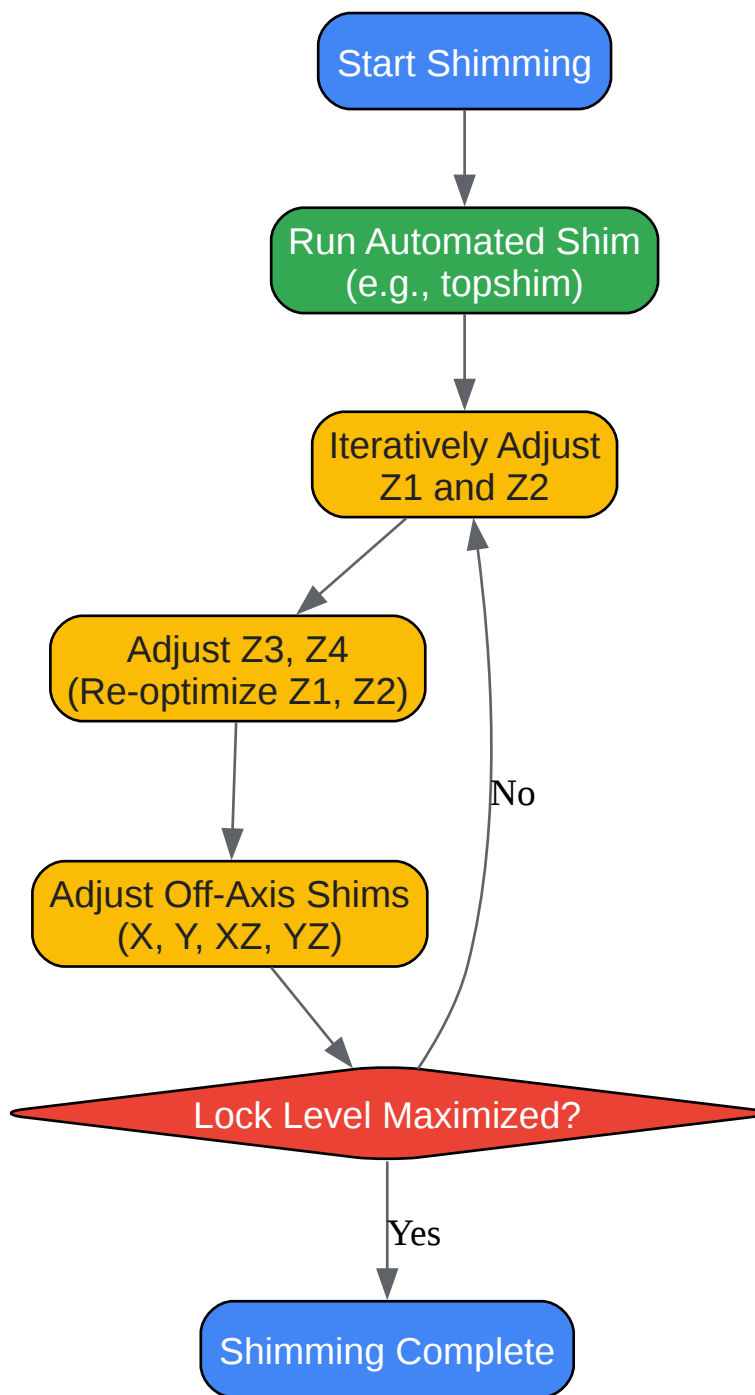 Start Shimming
Run Automated Shim
(e.g., topshim)
Iteratively Adjust
Z1 and Z2
Adjust Z3, Z4
(Re-optimize Z1, Z2)
No
Adjust Off-Axis Shims
(X, Y, XZ, YZ)
Lock Level Maximized?
Yes
Shimming Complete